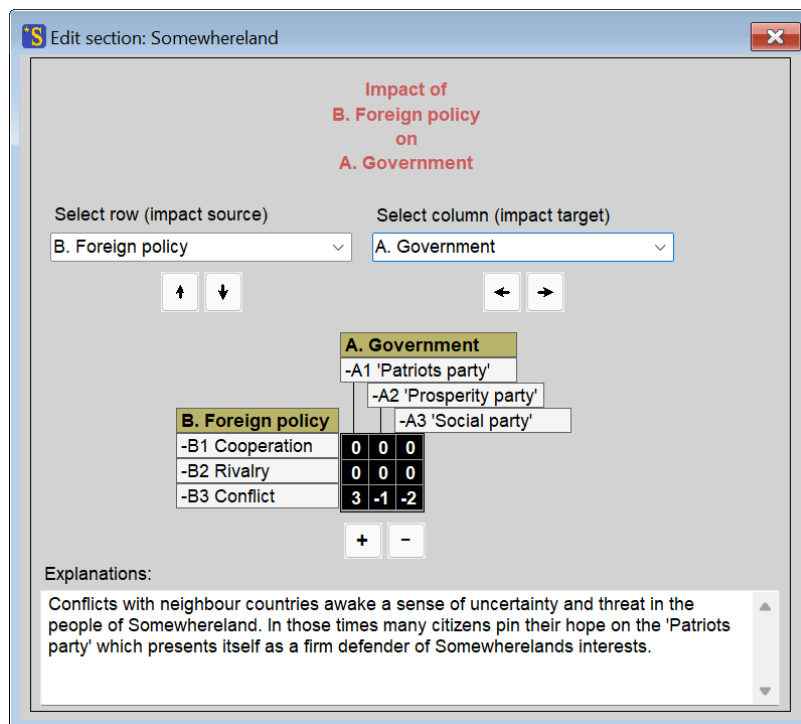 Edit section: Somewhereland
Impact of
B. Foreign policy
on
A. Government
Select row (impact source)
Select column (impact target)
B. Foreign policy
A. Government
A. Government
-A1 'Patriots party'
-A2 'Prosperity party'
B. Foreign policy
-A3 'Social party'
-B1 Cooperation 0 0 0
-B2 Rivalry 0 0 0
-B3 Conflict 3 -1 -2
+ −
Explanations:
Conflicts with neighbour countries awake a sense of uncertainty and threat in the
people of Somewhereland. In those times many citizens pin their hope on the 'Patriots
party' which presents itself as a firm defender of Somewherelands interests.